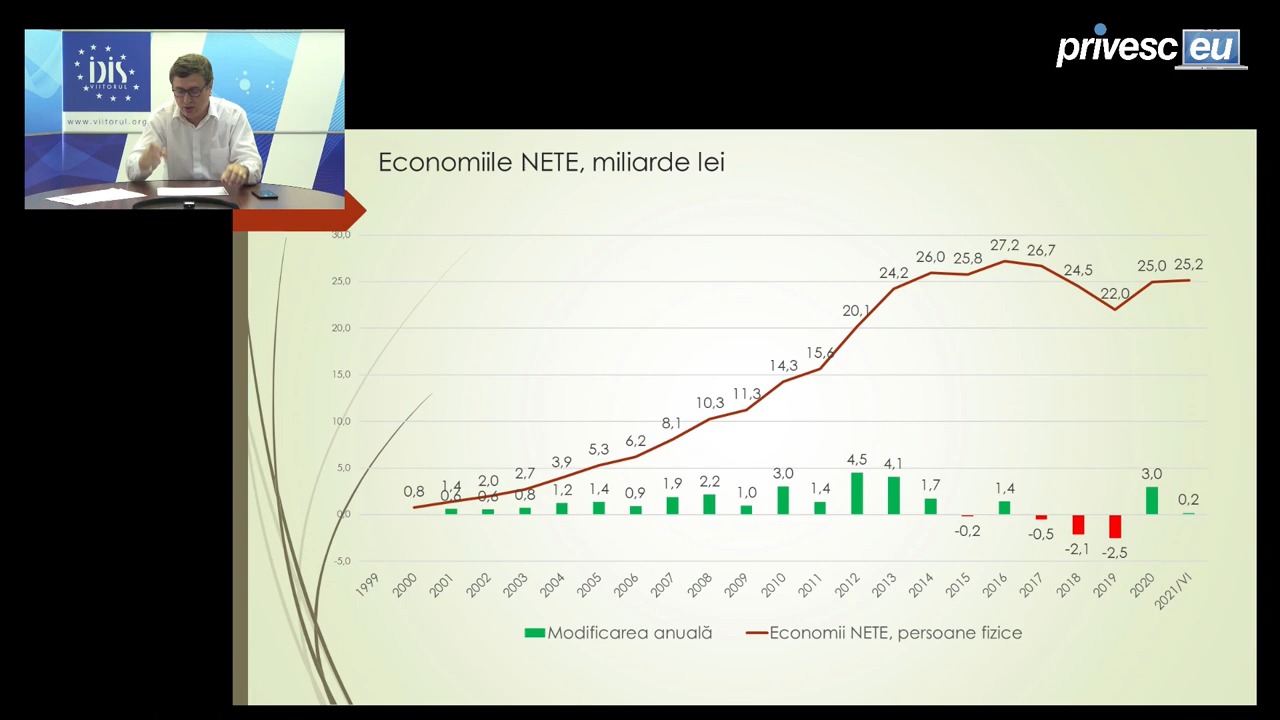 privesc eu
IDIS
VIITORUL
www.viitorul.org
Economiile NETE, miliarde lei
30,0
25,0
20,0
15,0
10,0
5,0
0,0
-5,0
0,8 1,4 2,0 2,7 3,9 5,3 6,2 8,1 10,3 11,3 14,3 15,6 20,1 24,2 26,0 25,8 27,2 26,7 24,5 22,0 25,0 25,2
0,6 0,6 0,8 1,2 1,4 0,9 1,9 2,2 1,0 3,0 1,4 4,5 4,1 1,7 -0,2 1,4 -0,5 -2,1 -2,5 3,0 0,2
1999 2000 2001 2002 2003 2004 2005 2006 2007 2008 2009 2010 2011 2012 2013 2014 2015 2016 2017 2018 2019 2020 2021/VI
Modificarea anuală Economii NETE, persoane fizice